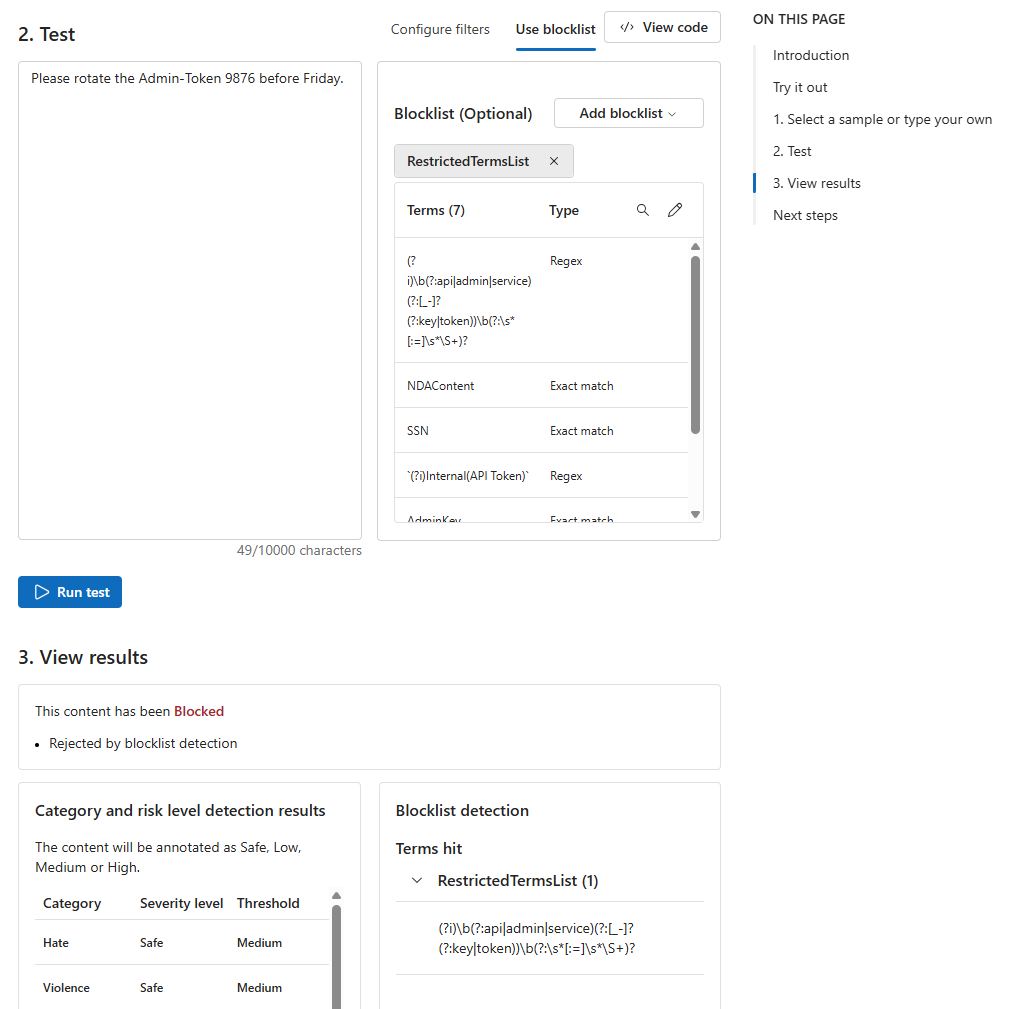 2. Test
Configure filters
Use blocklist
</> View code
Please rotate the Admin-Token 9876 before Friday.
49/10000 characters
Blocklist (Optional)
Add blocklist
RestrictedTermsList
Terms (7) Type
(?
i)\b(?:api|admin|service)
(?:[_-]?
(?:key|token))\b(?:\s*
[:=]\s*\S+)?
Regex
NDAContent Exact match
SSN Exact match
`(?i)Internal(API Token)` Regex
AdminKey Exact match
Run test
3. View results
This content has been Blocked
• Rejected by blocklist detection
Category and risk level detection results
The content will be annotated as Safe, Low,
Medium or High.
Category Severity level Threshold
Hate Safe Medium
Violence Safe Medium
Blocklist detection
Terms hit
RestrictedTermsList (1)
(?i)\b(?:api|admin|service)(?:[_-]?
(?:key|token))\b(?:\s*[:=]\s*\S+)?
ON THIS PAGE
Introduction
Try it out
1. Select a sample or type your own
2. Test
3. View results
Next steps